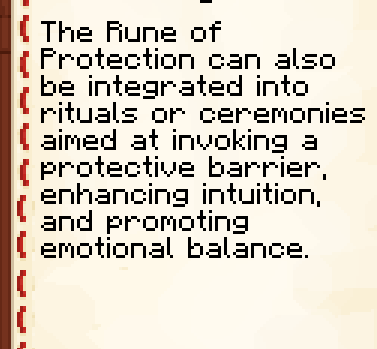 The Rune of
Protection can also
be integrated into
rituals or ceremonies
aimed at invoking a
protective barrier,
enhancing intuition,
and promoting
emotional balance.